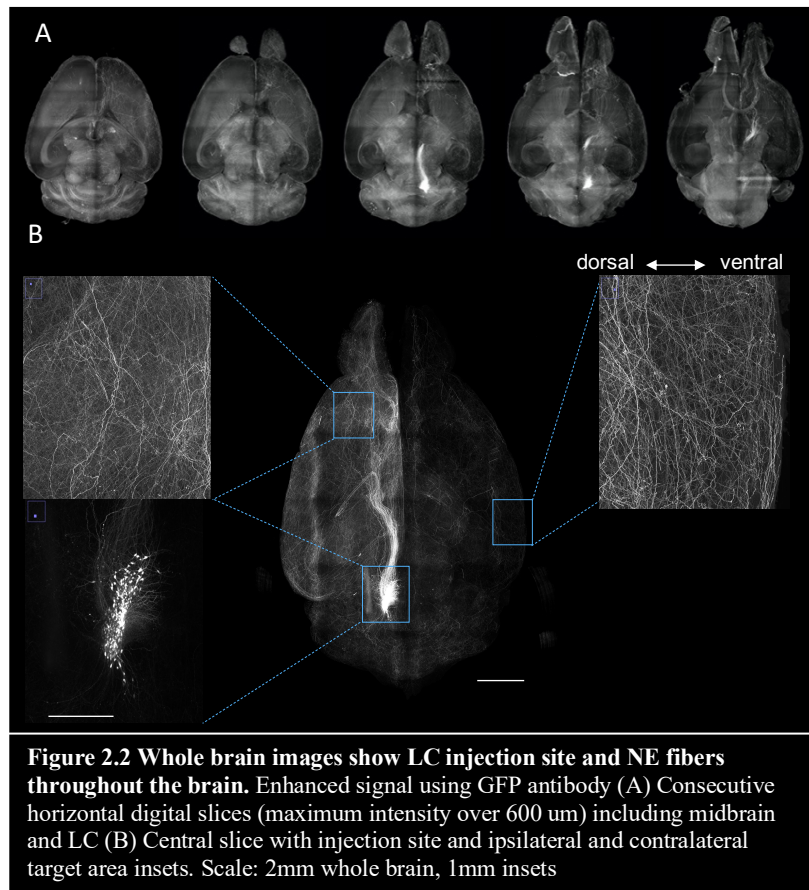 A
B
dorsal ventral
Figure 2.2 Whole brain images show LC injection site and NE fibers
throughout the brain. Enhanced signal using GFP antibody (A) Consecutive
horizontal digital slices (maximum intensity over 600 um) including midbrain
and LC (B) Central slice with injection site and ipsilateral and contralateral
target area insets. Scale: 2mm whole brain, 1mm insets